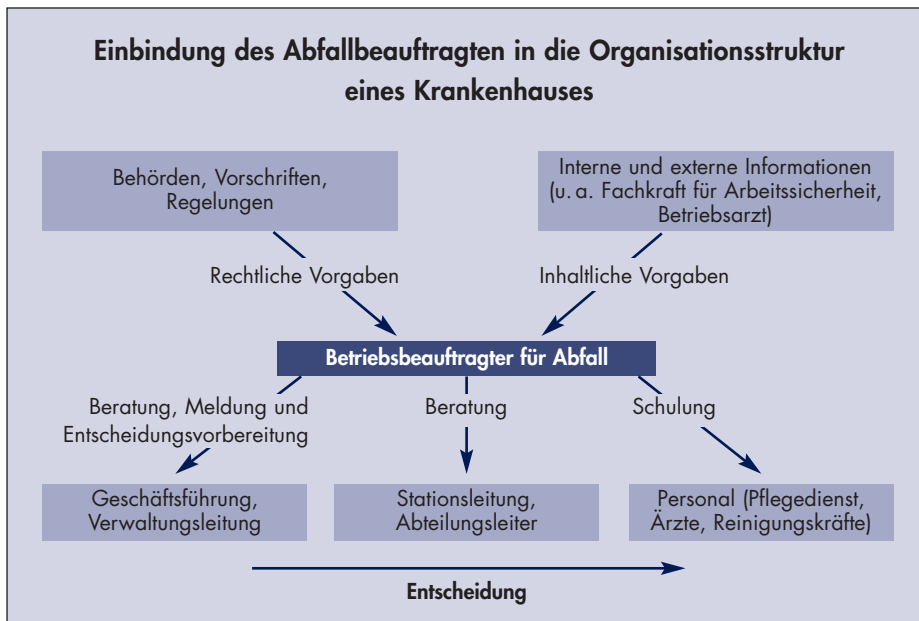 Einbindung des Abfallbeauftragten in die Organisationsstruktur
eines Krankenhauses
Behörden, Vorschriften,
Regelungen
Interne und externe Informationen
(u. a. Fachkraft für Arbeitssicherheit,
Betriebsarzt)
Rechtliche Vorgaben
Inhaltliche Vorgaben
Betriebsbeauftragter für Abfall
Beratung, Meldung und
Entscheidungsvorbereitung
Beratung
Schulung
Geschäftsführung,
Verwaltungsleitung
Stationsleitung,
Abteilungsleiter
Personal (Pflegedienst,
Ärzte, Reinigungskräfte)
Entscheidung